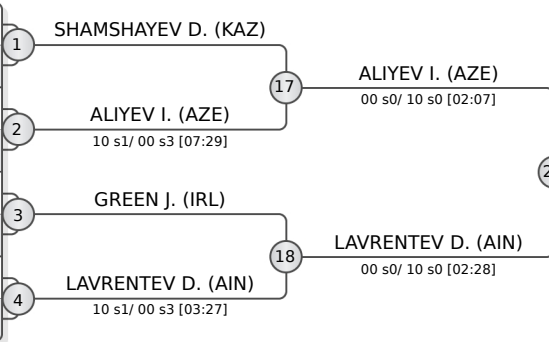 SHAMSHAYEV D. (KAZ)
1
17
ALIYEV I. (AZE)
00 s0/ 10 s0 [02:07]
ALIYEV I. (AZE)
2
10 s1/ 00 s3 [07:29]
2
GREEN J. (IRL)
3
18
LAVRENTEV D. (AIN)
00 s0/ 10 s0 [02:28]
LAVRENTEV D. (AIN)
4
10 s1/ 00 s3 [03:27]